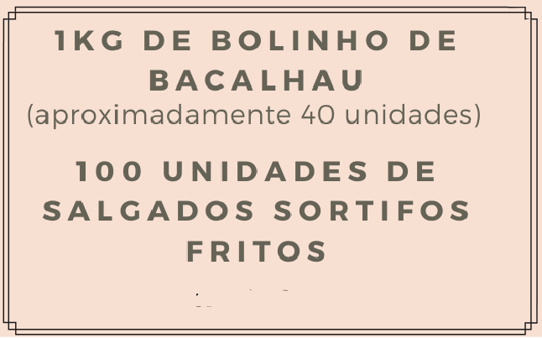 1KG DE BOLINHO DE
BACALHAU
(aproximadamente 40 unidades)
100 UNIDADES DE
SALGADOS SORTIFOS
FRITOS